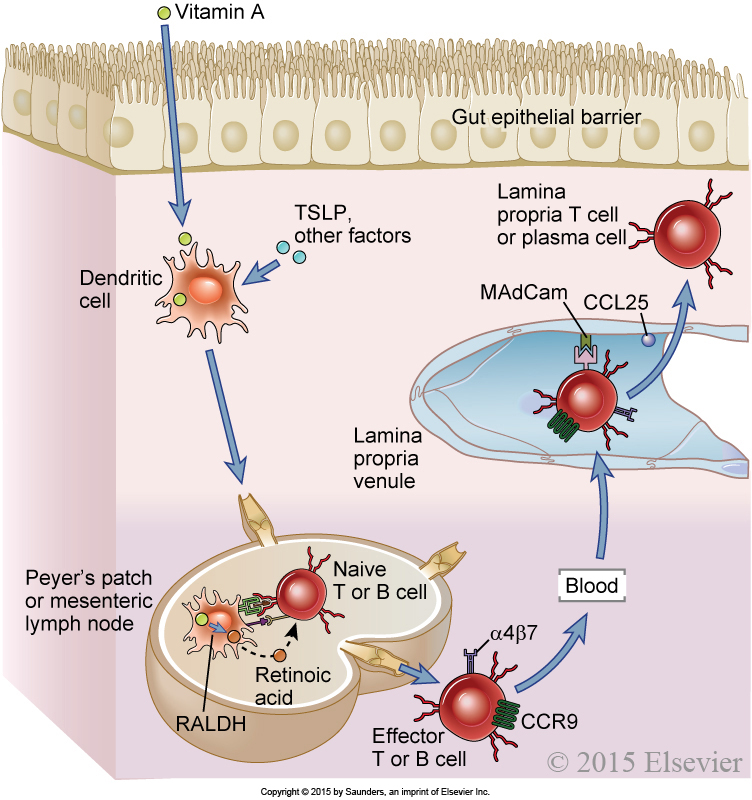 Vitamin A
Gut epithelial barrier
TSLP,
other factors
Dendritic
cell
Lamina
propria T cell
or plasma cell
MAdCam
CCL25
Lamina
propria
venule
Peyer's patch
or mesenteric
lymph node
Naive
T or B cell
Retinoic
acid
RALDH
Blood
α4β7
CCR9
Effector
T or B cell
© 2015 Elsevier
Copyright © 2015 by Saunders, an imprint of Elsevier Inc.